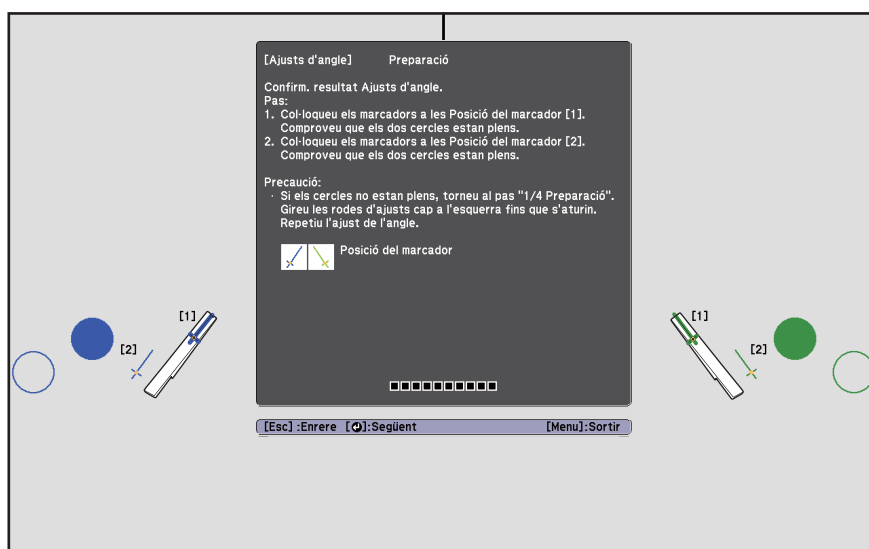 [Ajusts d'angle] Preparació
Confirm. resultat Ajusts d'angle.
Pas:
1. Col·loqueu els marcadors a les Posició del marcador [1].
Comproveu que els dos cercles estan plens.
2. Col·loqueu els marcadors a les Posició del marcador [2].
Comproveu que els dos cercles estan plens.
Precaució:
· Si els cercles no estan plens, torneu al pas "1/4 Preparació".
Gireu les rodes d'ajusts cap a l'esquerra fins que s'aturin.
Repetiu l'ajust de l'angle.
Posició del marcador
[1]
[2]
[1]
[2]
[Esc] :Enrere [↵]:Següent [Menu]:Sortir